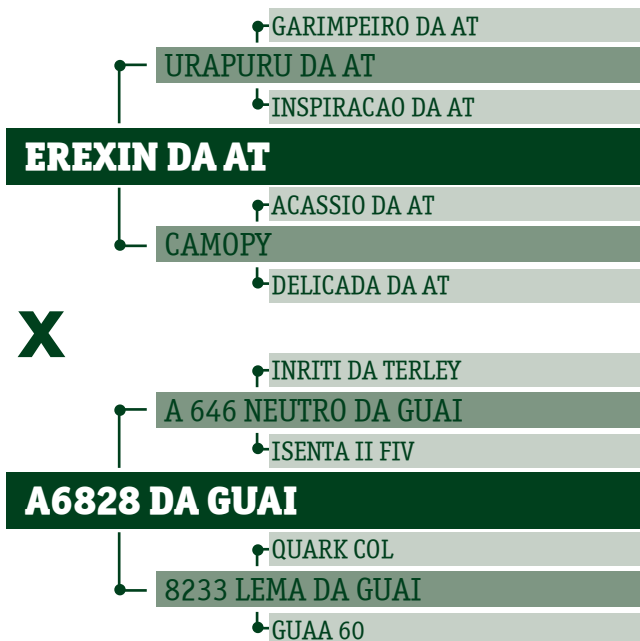 GARIMPEIRO DA AT
URAPURU DA AT
INSPIRACAO DA AT
EREXIN DA AT
ACASSIO DA AT
CAMOPY
DELICADA DA AT
X
INRITI DA TERLEY
A 646 NEUTRO DA GUAI
ISENTA II FIV
A6828 DA GUAI
QUARK COL
8233 LEMA DA GUAI
GUAA 60